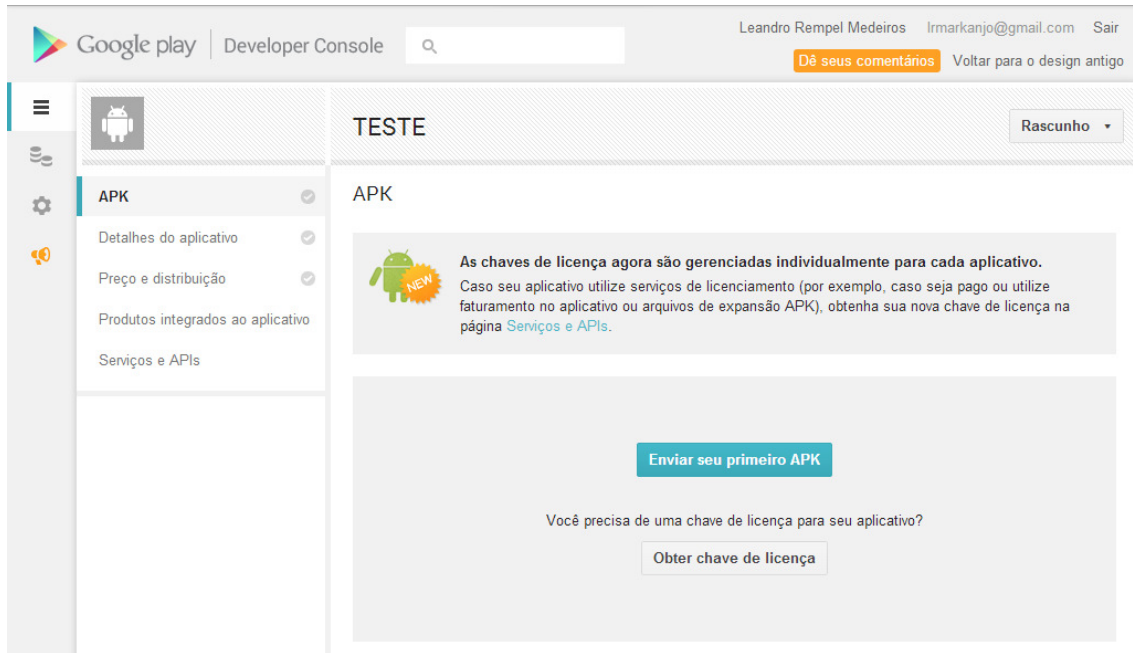 Leandro Rempel Medeiros lrmarkanjo@gmail.com Sair
Google play Developer Console
Dê seus comentários Voltar para o design antigo
TESTE
Rascunho
APK
Detalhes do aplicativo
Preço e distribuição
Produtos integrados ao aplicativo
Serviços e APIs
APK
NEW
As chaves de licença agora são gerenciadas individualmente para cada aplicativo.
Caso seu aplicativo utilize serviços de licenciamento (por exemplo, caso seja pago ou utilize
faturamento no aplicativo ou arquivos de expansão APK), obtenha sua nova chave de licença na
página Serviços e APIs.
Enviar seu primeiro APK
Você precisa de uma chave de licença para seu aplicativo?
Obter chave de licença